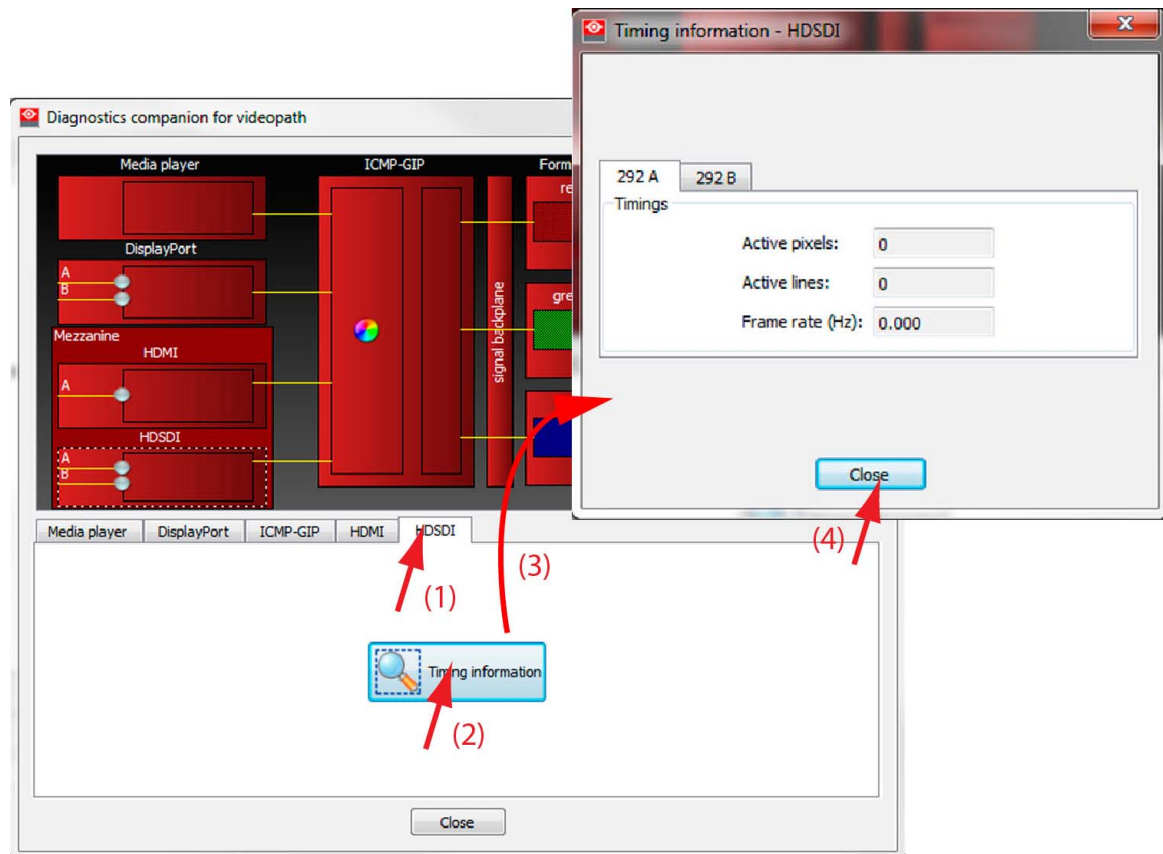 Timing information - HDSDI
292 A 292 B
Timings
Active pixels: 0
Active lines: 0
Frame rate (Hz): 0.000
Close
(4)
Diagnostics companion for videopath
Media player ICMP-GIP
DisplayPort
A
B
Mezzanine
HDMI
A
HDSDI
A
B
signal backplane
Media player DisplayPort ICMP-GIP HDMI HDSDI
(1)
(3)
Timing information
(2)
Close